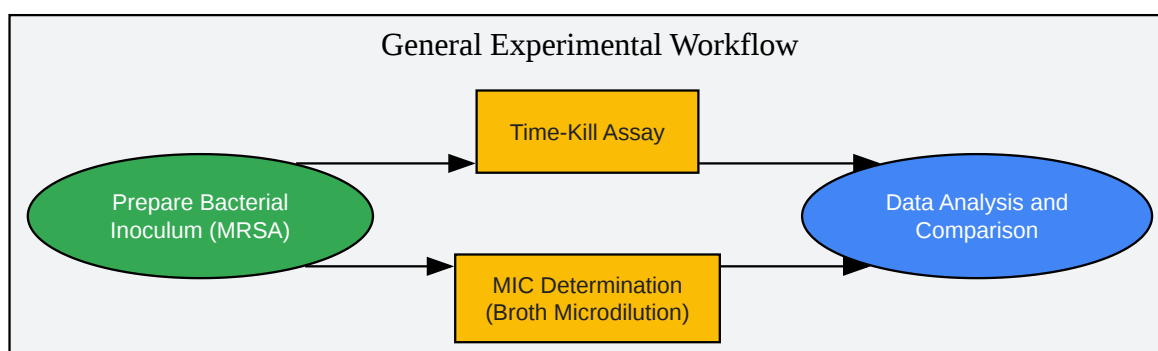 General Experimental Workflow
Time-Kill Assay
Prepare Bacterial
Inoculum (MRSA)
Data Analysis and
Comparison
MIC Determination
(Broth Microdilution)